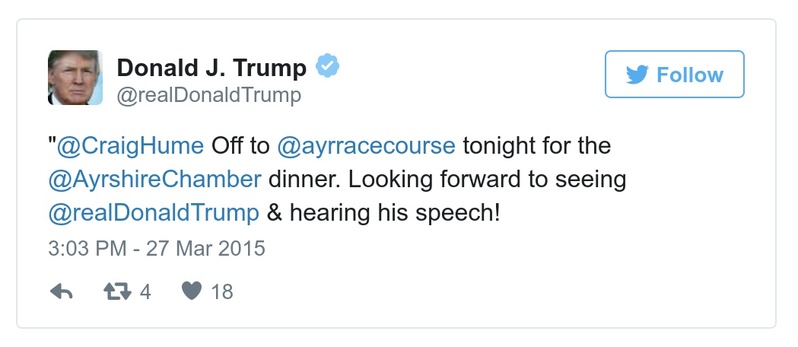 Donald J. Trump
@realDonaldTrump
Follow
"@CraigHume Off to @ayrracecourse tonight for the
@AyrshireChamber dinner. Looking forward to seeing
@realDonaldTrump & hearing his speech!
3:03 PM - 27 Mar 2015
4 18